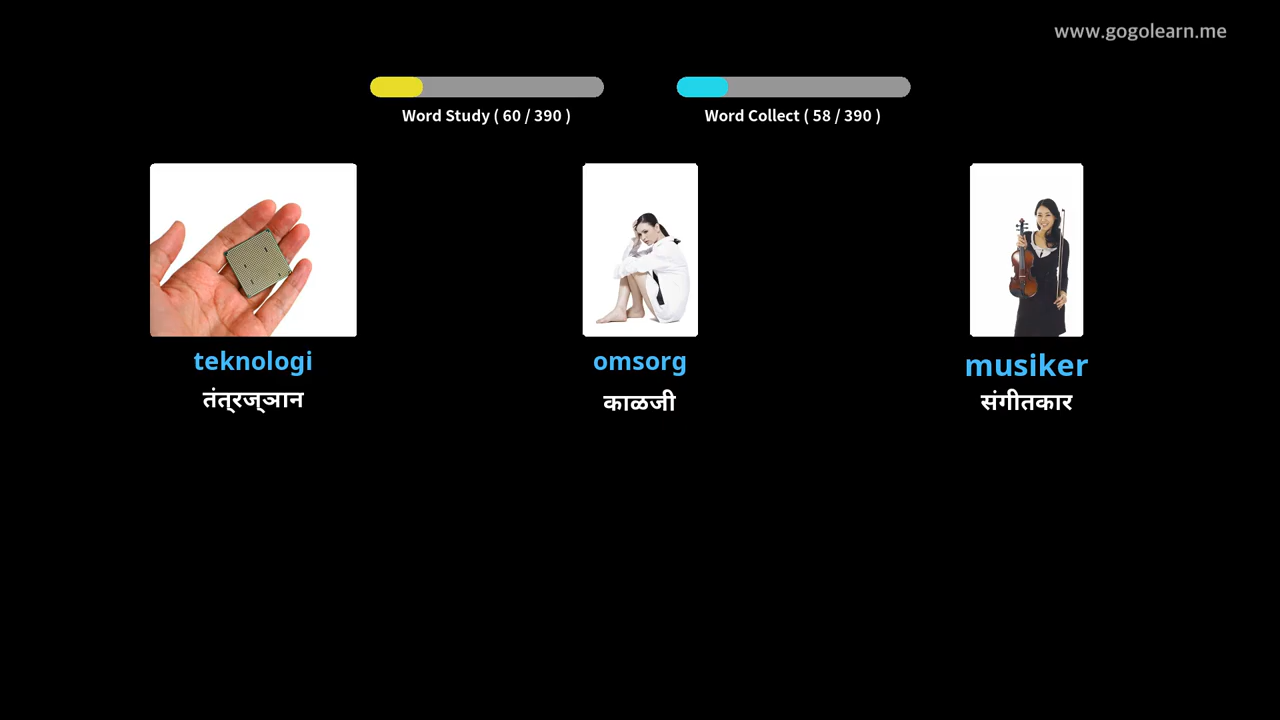 www.gogolearn.me
Word Study ( 60 / 390 )
Word Collect ( 58 / 390 )
teknologi
omsorg
musiker
तंत्रज्ञान
काळजी
संगीतकार